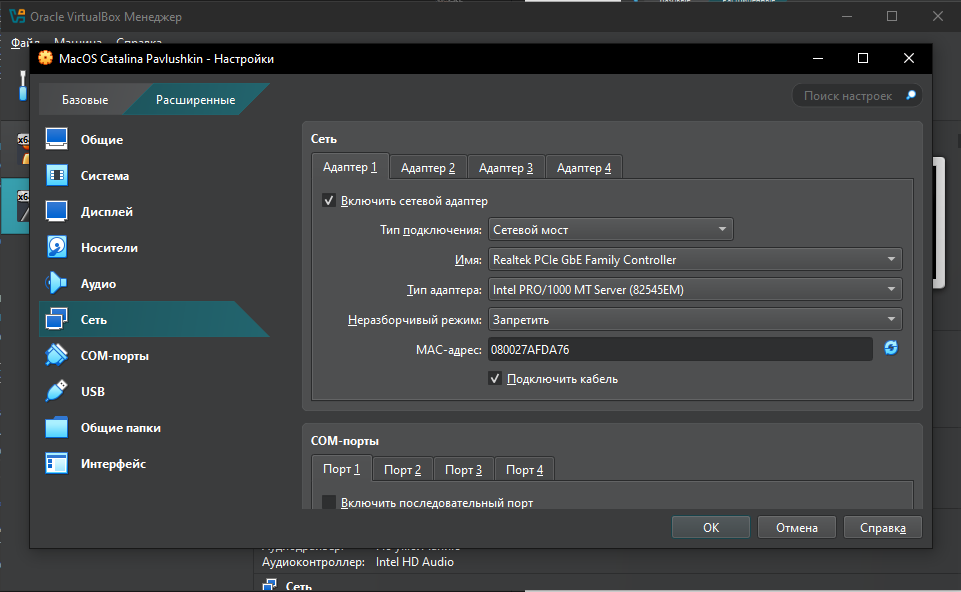 Oracle VirtualBox Менеджер
Файл Машина Справка
MacOS Catalina Pavlushkin - Настройки
Базовые Расширенные Поиск настроек
Общие
Система
Дисплей
Носители
Аудио
Сеть
COM-порты
USB
Общие папки
Интерфейс
Сеть
Адаптер 1 Адаптер 2 Адаптер 3 Адаптер 4
Включить сетевой адаптер
Тип подключения: Сетевой мост
Имя: Realtek PCIe GbE Family Controller
Тип адаптера: Intel PRO/1000 MT Server (82545EM)
Неразборчивый режим: Запретить
MAC-адрес: 080027AFDA76
Подключить кабель
COM-порты
Порт 1 Порт 2 Порт 3 Порт 4
Включить последовательный порт
OK Отмена Справка
Аудиоконтроллер: Intel HD Audio
Сеть